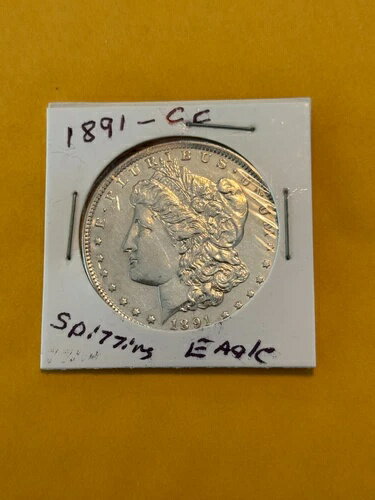 1891 - CC
E · PLURIBUS · UNUM
1891
Spitting Eagle